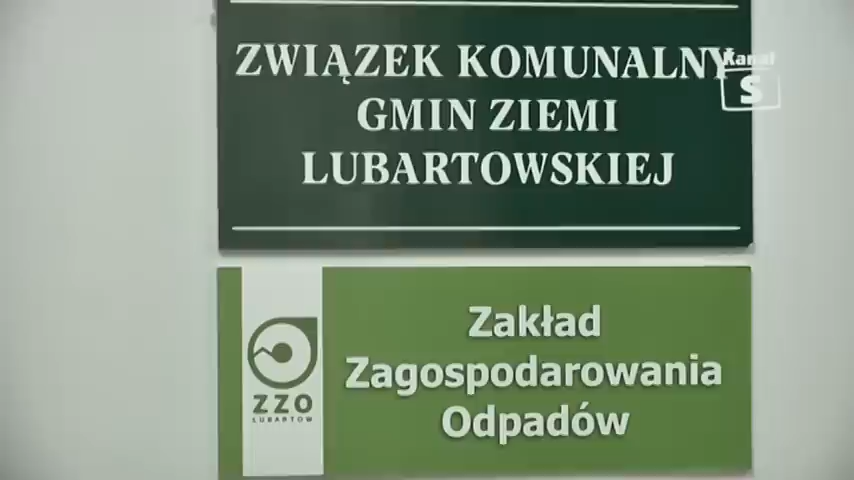 ZWIĄZEK KOMUNALNY
GMIN ZIEMI
LUBARTOWSKIEJ
Kanał
S
Zakład
Zagospodarowania
Odpadów
ZZO
LUBARTÓW